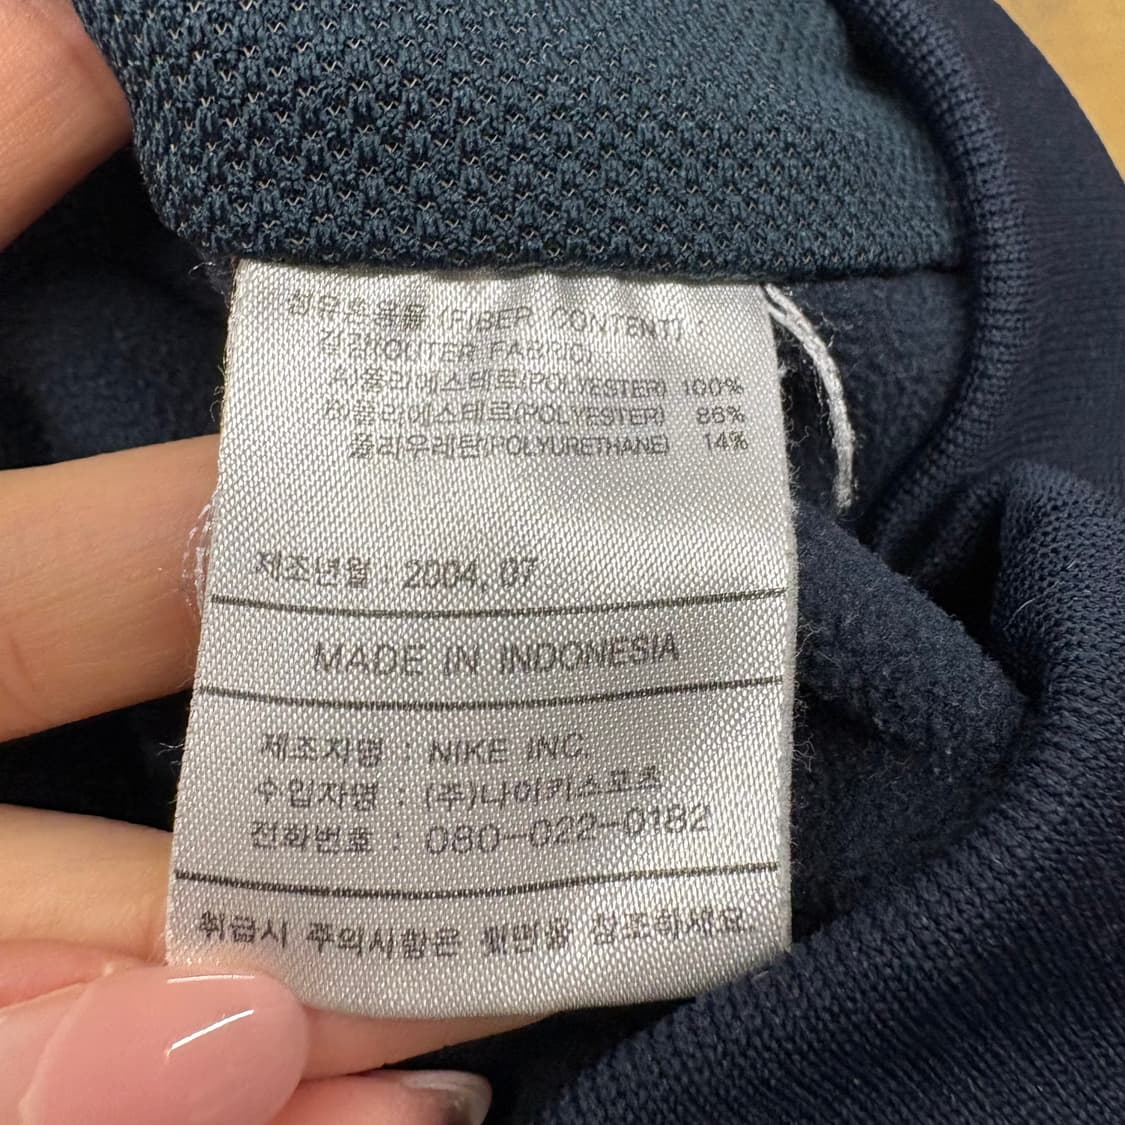 섬유혼용률 (FIBER CONTENT) :
겉감(OUTER FABRIC)
A)폴리에스테르(POLYESTER) 100%
B)폴리에스테르(POLYESTER) 86%
폴리우레탄(POLYURETHANE) 14%
제조년월 : 2004, 07
MADE IN INDONESIA
제조자명 : NIKE INC.
수입자명 : (주)나이키스포츠
전화번호 : 080-022-0182
취급시 주의사항은 뒷면을 참조하세요.